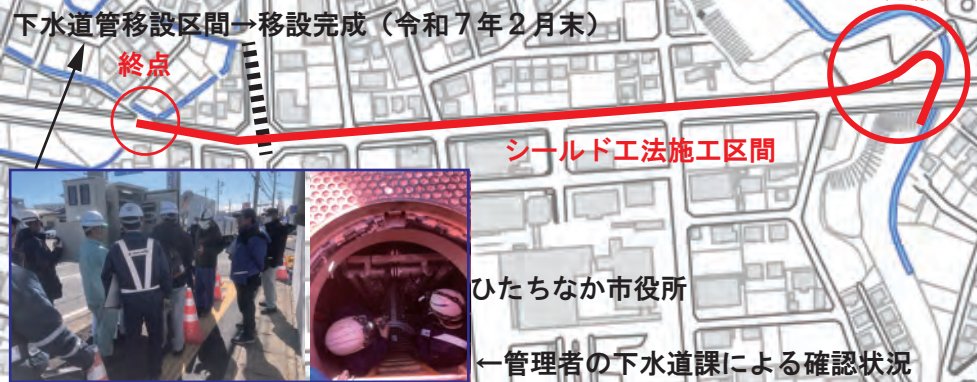 下水道管移設区間→移設完成（令和７年２月末）
終点
シールド工法施工区間
ひたちなか市役所
←管理者の下水道課による確認状況